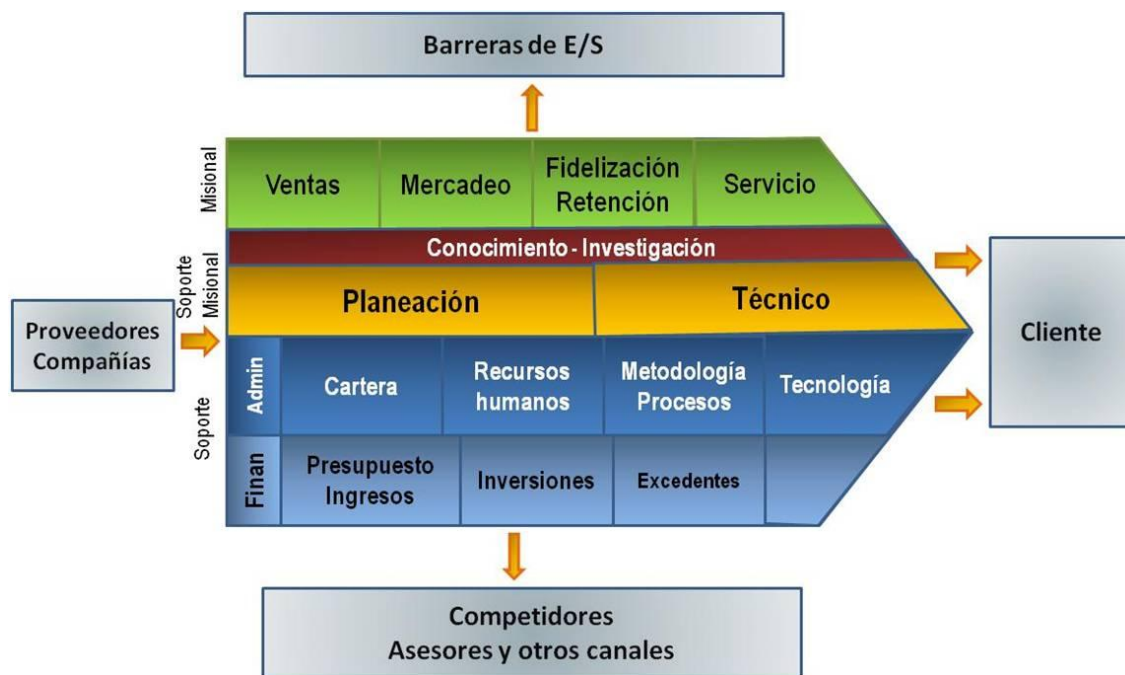 Barreras de E/S
Misional
Ventas
Mercadeo
Fidelización
Retención
Servicio
Conocimiento - Investigación
Soporte
Misional
Planeación
Técnico
Proveedores
Compañías
Cliente
Soporte
Admin
Cartera
Recursos
humanos
Metodología
Procesos
Tecnología
Finan
Presupuesto
Ingresos
Inversiones
Excedentes
Competidores
Asesores y otros canales